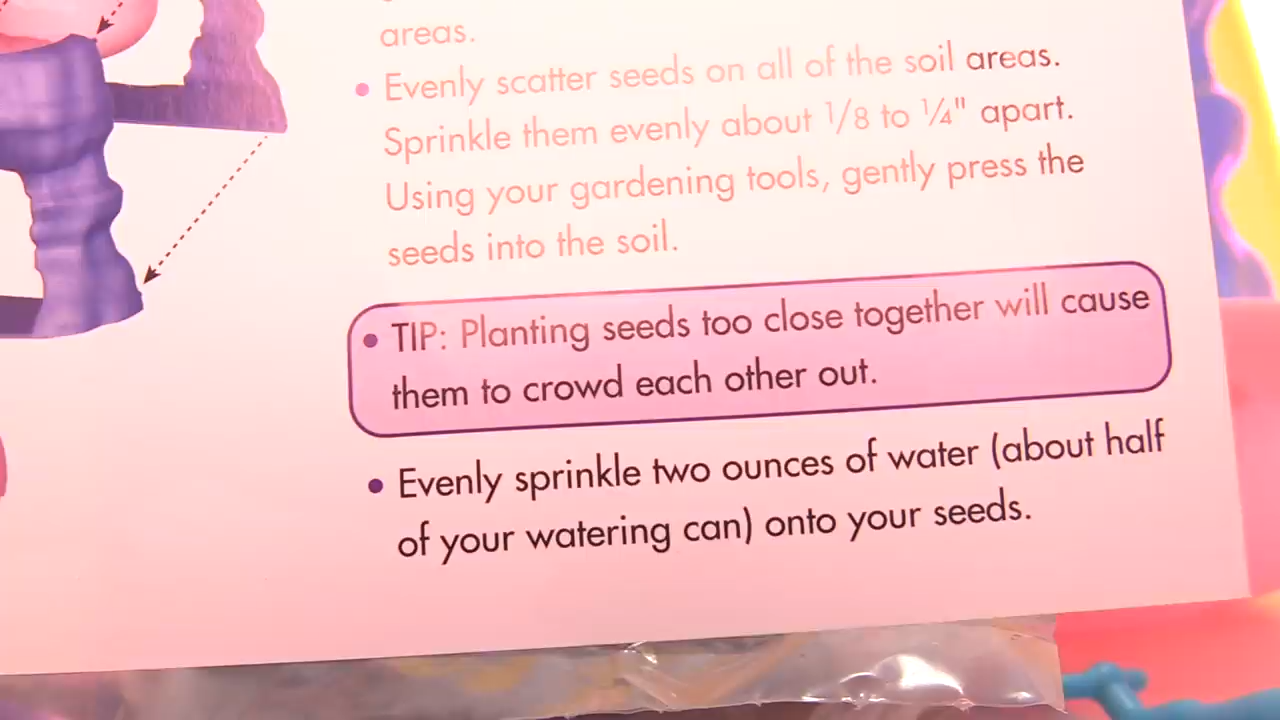 areas.
• Evenly scatter seeds on all of the soil areas.
Sprinkle them evenly about 1/8 to ¼" apart.
Using your gardening tools, gently press the
seeds into the soil.
• TIP: Planting seeds too close together will cause
them to crowd each other out.
• Evenly sprinkle two ounces of water (about half
of your watering can) onto your seeds.